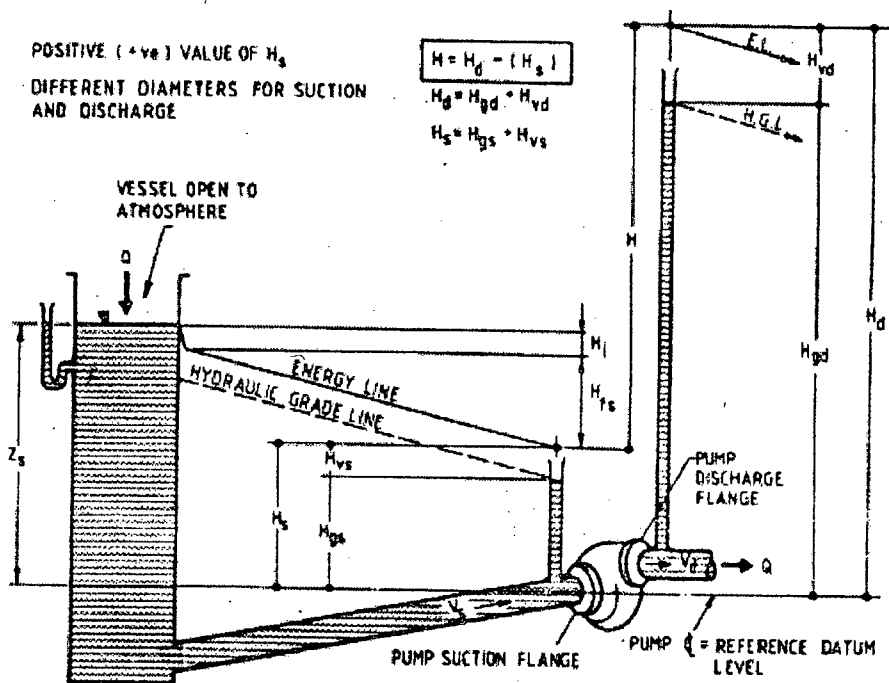 POSITIVE (+ve) VALUE OF Hs
DIFFERENT DIAMETERS FOR SUCTION
AND DISCHARGE
H = Hd - (Hs)
Hd = Hgd + Hvd
Hs = Hgs + Hvs
E.L.
Hvd
H.G.L.
VESSEL OPEN TO
ATMOSPHERE
Q
H
Hd
Hgd
Hi
ENERGY LINE
HYDRAULIC GRADE LINE
Hfs
Zs
Hvs
Hs
Hgs
PUMP
DISCHARGE
FLANGE
Vd
Q
Vs
PUMP SUCTION FLANGE
PUMP ℄ = REFERENCE DATUM
LEVEL